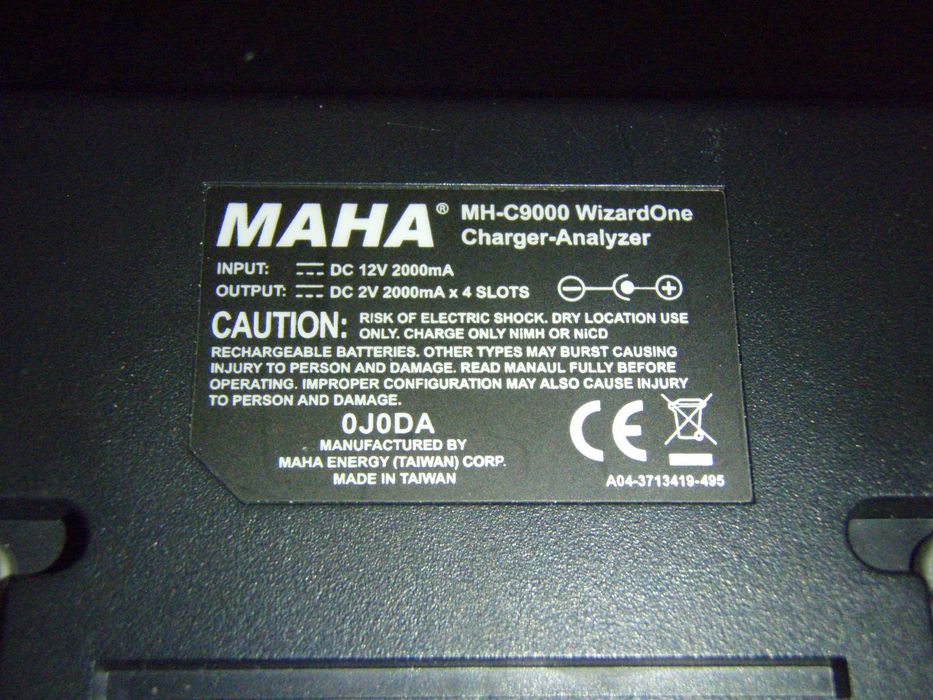 MAHA® MH-C9000 WizardOne
Charger-Analyzer
INPUT: DC 12V 2000mA
OUTPUT: DC 2V 2000mA x 4 SLOTS
CAUTION: RISK OF ELECTRIC SHOCK. DRY LOCATION USE
ONLY. CHARGE ONLY NiMH OR NiCD
RECHARGEABLE BATTERIES. OTHER TYPES MAY BURST CAUSING
INJURY TO PERSON AND DAMAGE. READ MANAUL FULLY BEFORE
OPERATING. IMPROPER CONFIGURATION MAY ALSO CAUSE INJURY
TO PERSON AND DAMAGE.
0J0DA
MANUFACTURED BY
MAHA ENERGY (TAIWAN) CORP.
MADE IN TAIWAN
CE
A04-3713419-495